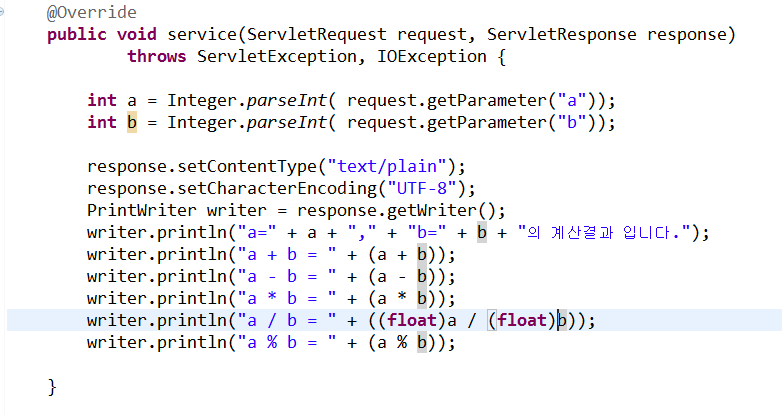 @Override
public void service(ServletRequest request, ServletResponse response)
throws ServletException, IOException {
int a = Integer.parseInt( request.getParameter("a"));
int b = Integer.parseInt( request.getParameter("b"));
response.setContentType("text/plain");
response.setCharacterEncoding("UTF-8");
PrintWriter writer = response.getWriter();
writer.println("a=" + a + "," + "b=" + b + "의 계산결과 입니다.");
writer.println("a + b = " + (a + b));
writer.println("a - b = " + (a - b));
writer.println("a * b = " + (a * b));
writer.println("a / b = " + ((float)a / (float)b));
writer.println("a % b = " + (a % b));
}